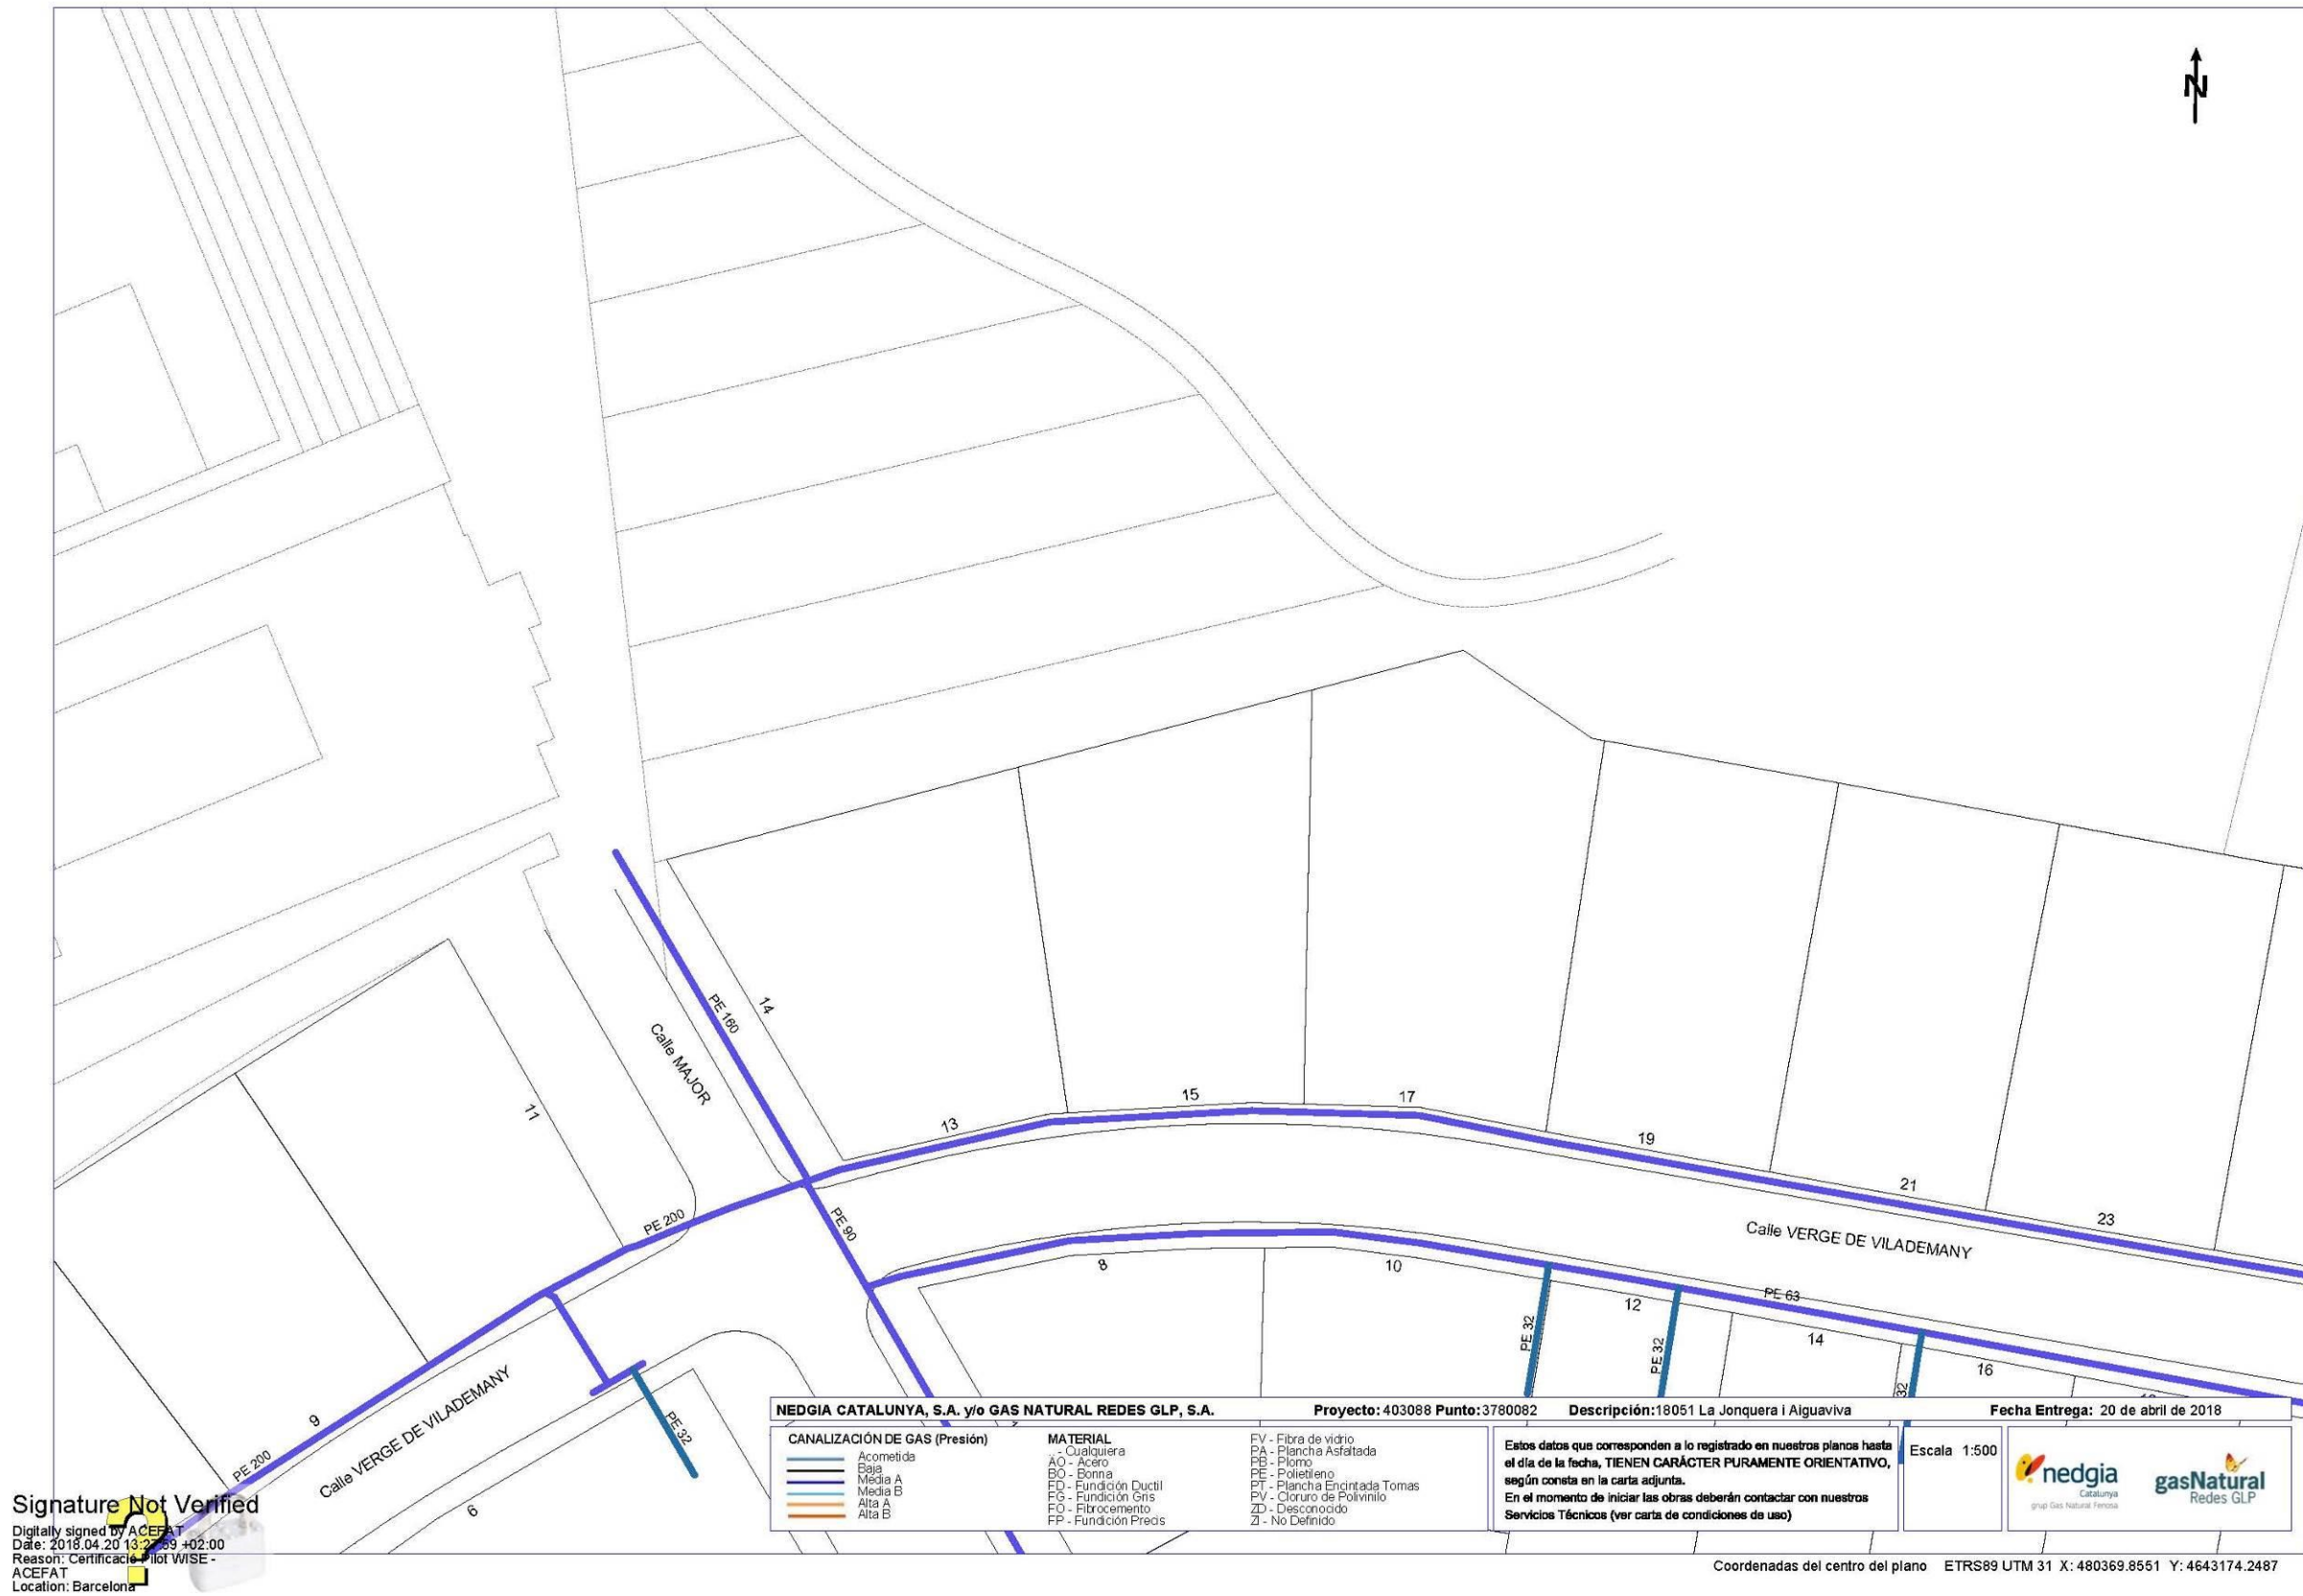 N
PE 160
14
Calle MAJOR
11
15
17
13
19
21
23
PE 200
PE 90
Calle VERGE DE VILADEMANY
8
10
PE 63
12
14
16
PE 32
PE 32
32
9
PE 200
Calle VERGE DE VILADEMANY
PE 32
6
NEDGIA CATALUNYA, S.A. y/o GAS NATURAL REDES GLP, S.A.
Proyecto: 403088 Punto: 3780082
Descripción: 18051 La Jonquera i Aiguaviva
Fecha Entrega: 20 de abril de 2018
CANALIZACIÓN DE GAS (Presión)
Acometida
Baja
Media A
Media B
Alta A
Alta B
MATERIAL
.. - Cualquiera
AO - Acero
BO - Bonna
FD - Fundición Ductil
FG - Fundición Gris
FO - Fibrocemento
FP - Fundición Precis
FV - Fibra de vidrio
PA - Plancha Asfaltada
PB - Plomo
PE - Polietileno
PT - Plancha Encintada Tomas
PV - Cloruro de Polivinilo
ZD - Desconocido
ZI - No Definido
Estos datos que corresponden a lo registrado en nuestros planos hasta
el día de la fecha, TIENEN CARÁCTER PURAMENTE ORIENTATIVO,
según consta en la carta adjunta.
En el momento de iniciar las obras deberán contactar con nuestros
Servicios Técnicos (ver carta de condiciones de uso)
Escala 1:500
nedgia
Catalunya
grup Gas Natural Fenosa
gasNatural
Redes GLP
Signature Not Verified
Digitally signed by ACEFAT
Date: 2018.04.20 13:27:59 +02:00
Reason: Certificació Pilot WISE -
ACEFAT
Location: Barcelona
Coordenadas del centro del plano ETRS89 UTM 31 X: 480369.8551 Y: 4643174.2487